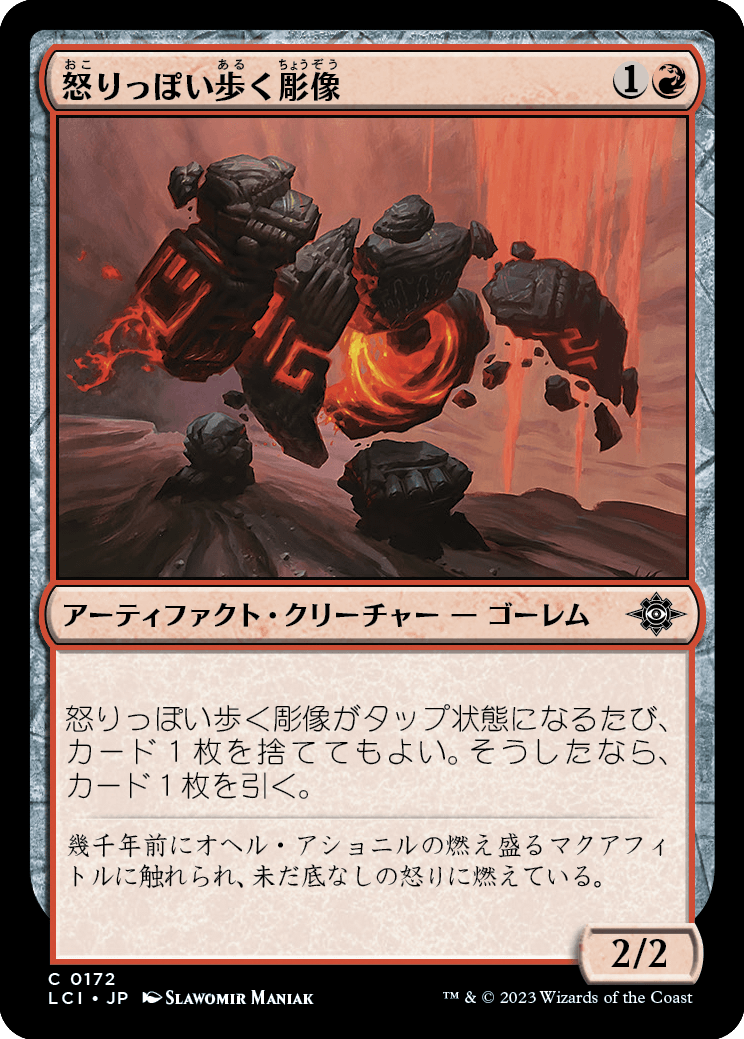 怒りっぽい歩く彫像
おこ ある ちょうぞう
1
アーティファクト・クリーチャー — ゴーレム
怒りっぽい歩く彫像がタップ状態になるたび、
カード1枚を捨ててもよい。そうしたなら、
カード1枚を引く。
幾千年前にオヘル・アショニルの燃え盛るマクアフィ
トルに触れられ、未だ底なしの怒りに燃えている。
2/2
C 0172
LCI • JP SLAWOMIR MANIAK
™ & © 2023 Wizards of the Coast